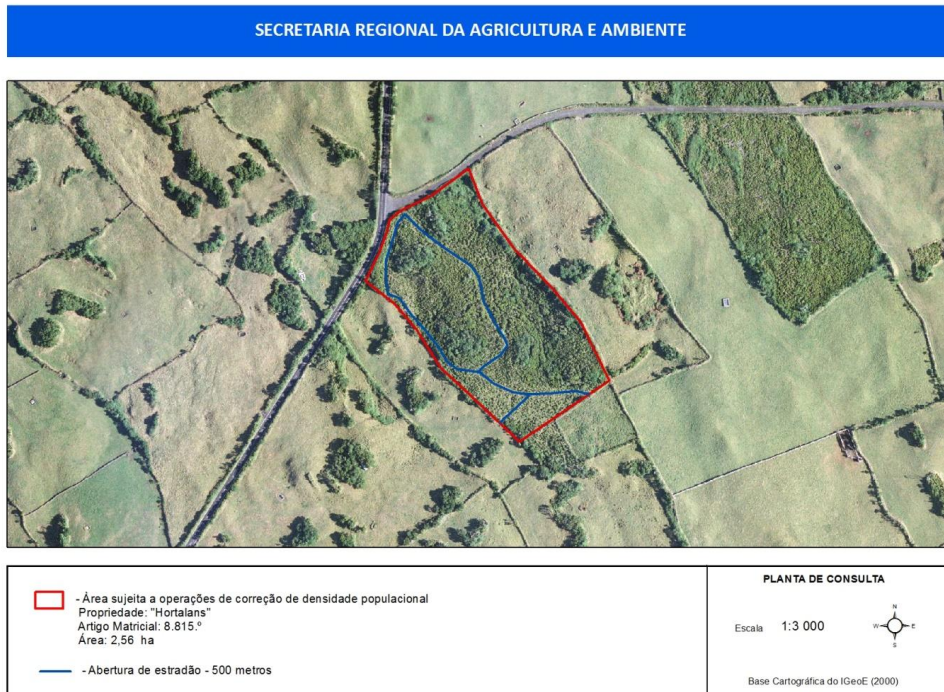 SECRETARIA REGIONAL DA AGRICULTURA E AMBIENTE
- Área sujeita a operações de correção de densidade populacional
Propriedade: "Hortalans"
Artigo Matricial: 8.815.º
Área: 2,56 ha
- Abertura de estradão - 500 metros
PLANTA DE CONSULTA
Escala 1:3 000
N
W E
S
Base Cartográfica do IGeoE (2000)